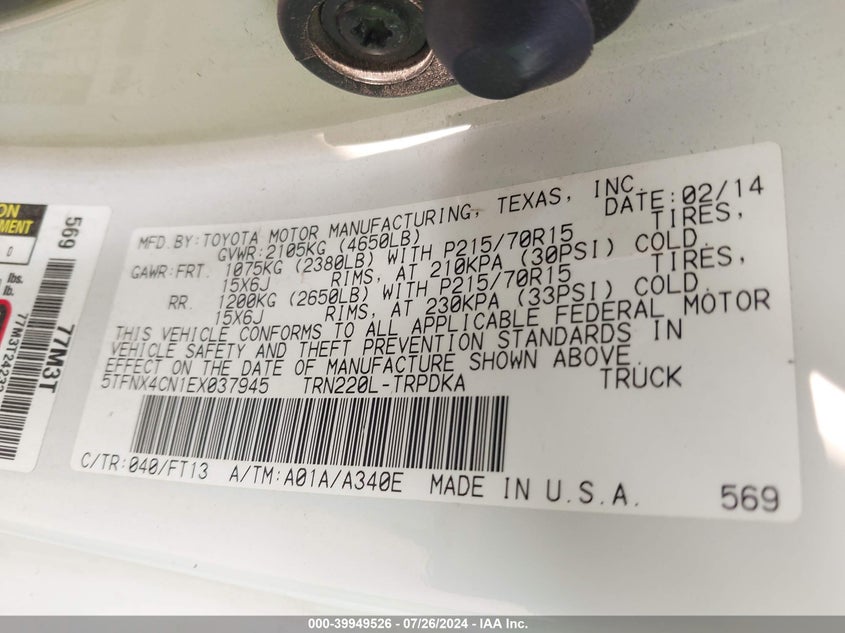 MFD.BY:TOYOTA MOTOR MANUFACTURING, TEXAS, INC. DATE:02/14
GVWR:2105KG (4650LB)
GAWR:FRT. 1075KG (2380LB) WITH P215/70R15 TIRES,
15X6J RIMS, AT 210KPA (30PSI) COLD.
RR. 1200KG (2650LB) WITH P215/70R15 TIRES,
15X6J RIMS, AT 230KPA (33PSI) COLD.
THIS VEHICLE CONFORMS TO ALL APPLICABLE FEDERAL MOTOR
VEHICLE SAFETY AND THEFT PREVENTION STANDARDS IN
EFFECT ON THE DATE OF MANUFACTURE SHOWN ABOVE.
5TFNX4CN1EX037945 TRN220L-TRPDKA TRUCK
C/TR:040/FT13 A/TM:A01A/A340E MADE IN U.S.A. 569
569
77M3T
0
lbs.
lb.
000-39949526 - 07/26/2024 - IAA Inc.